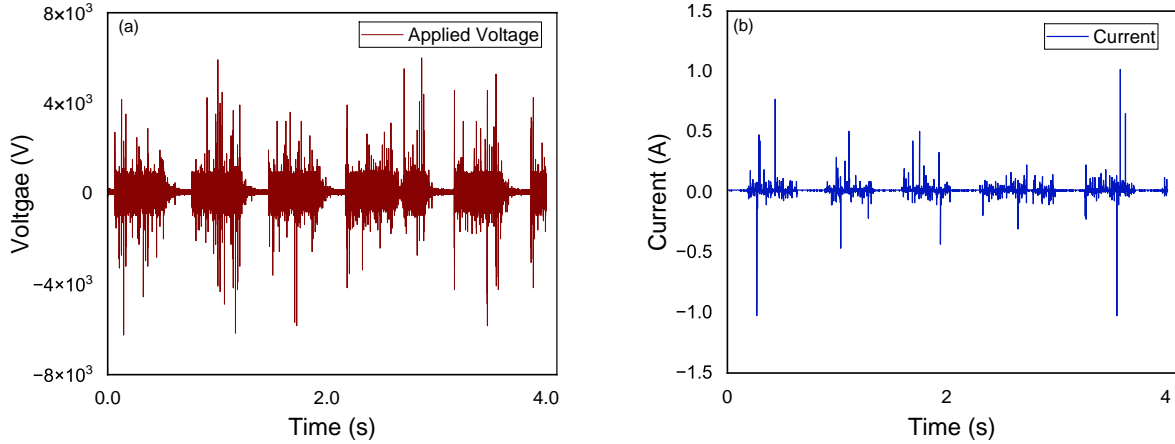 (a)
Applied Voltage
8×10³
4×10³
0
−4×10³
−8×10³
Voltgae (V)
0.0
2.0
4.0
Time (s)
(b)
Current
1.5
1.0
0.5
0.0
−0.5
−1.0
−1.5
Current (A)
0
2
4
Time (s)